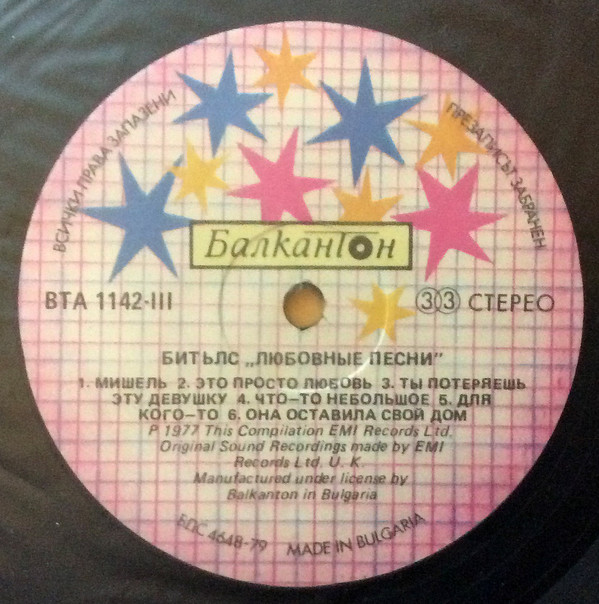 ВСИЧКИ ПРАВА ЗАПАЗЕНИ
ПРЕЗАПИСЪТ ЗАБРАНЕН
Балкантон
ВТА 1142-III
33 СТЕРЕО
БИТЬЛС „ЛЮБОВНЫЕ ПЕСНИ"
1. МИШЕЛЬ 2. ЭТО ПРОСТО ЛЮБОВЬ 3. ТЫ ПОТЕРЯЕШЬ
ЭТУ ДЕВУШКУ 4. ЧТО-ТО НЕБОЛЬШОЕ 5. ДЛЯ
КОГО-ТО 6. ОНА ОСТАВИЛА СВОЙ ДОМ
P 1977 This Compilation EMI Records Ltd.
Original Sound Recordings made by EMI
Records Ltd. U. K.
Manufactured under license by
Balkanton in Bulgaria
БДС 4648-79 MADE IN BULGARIA